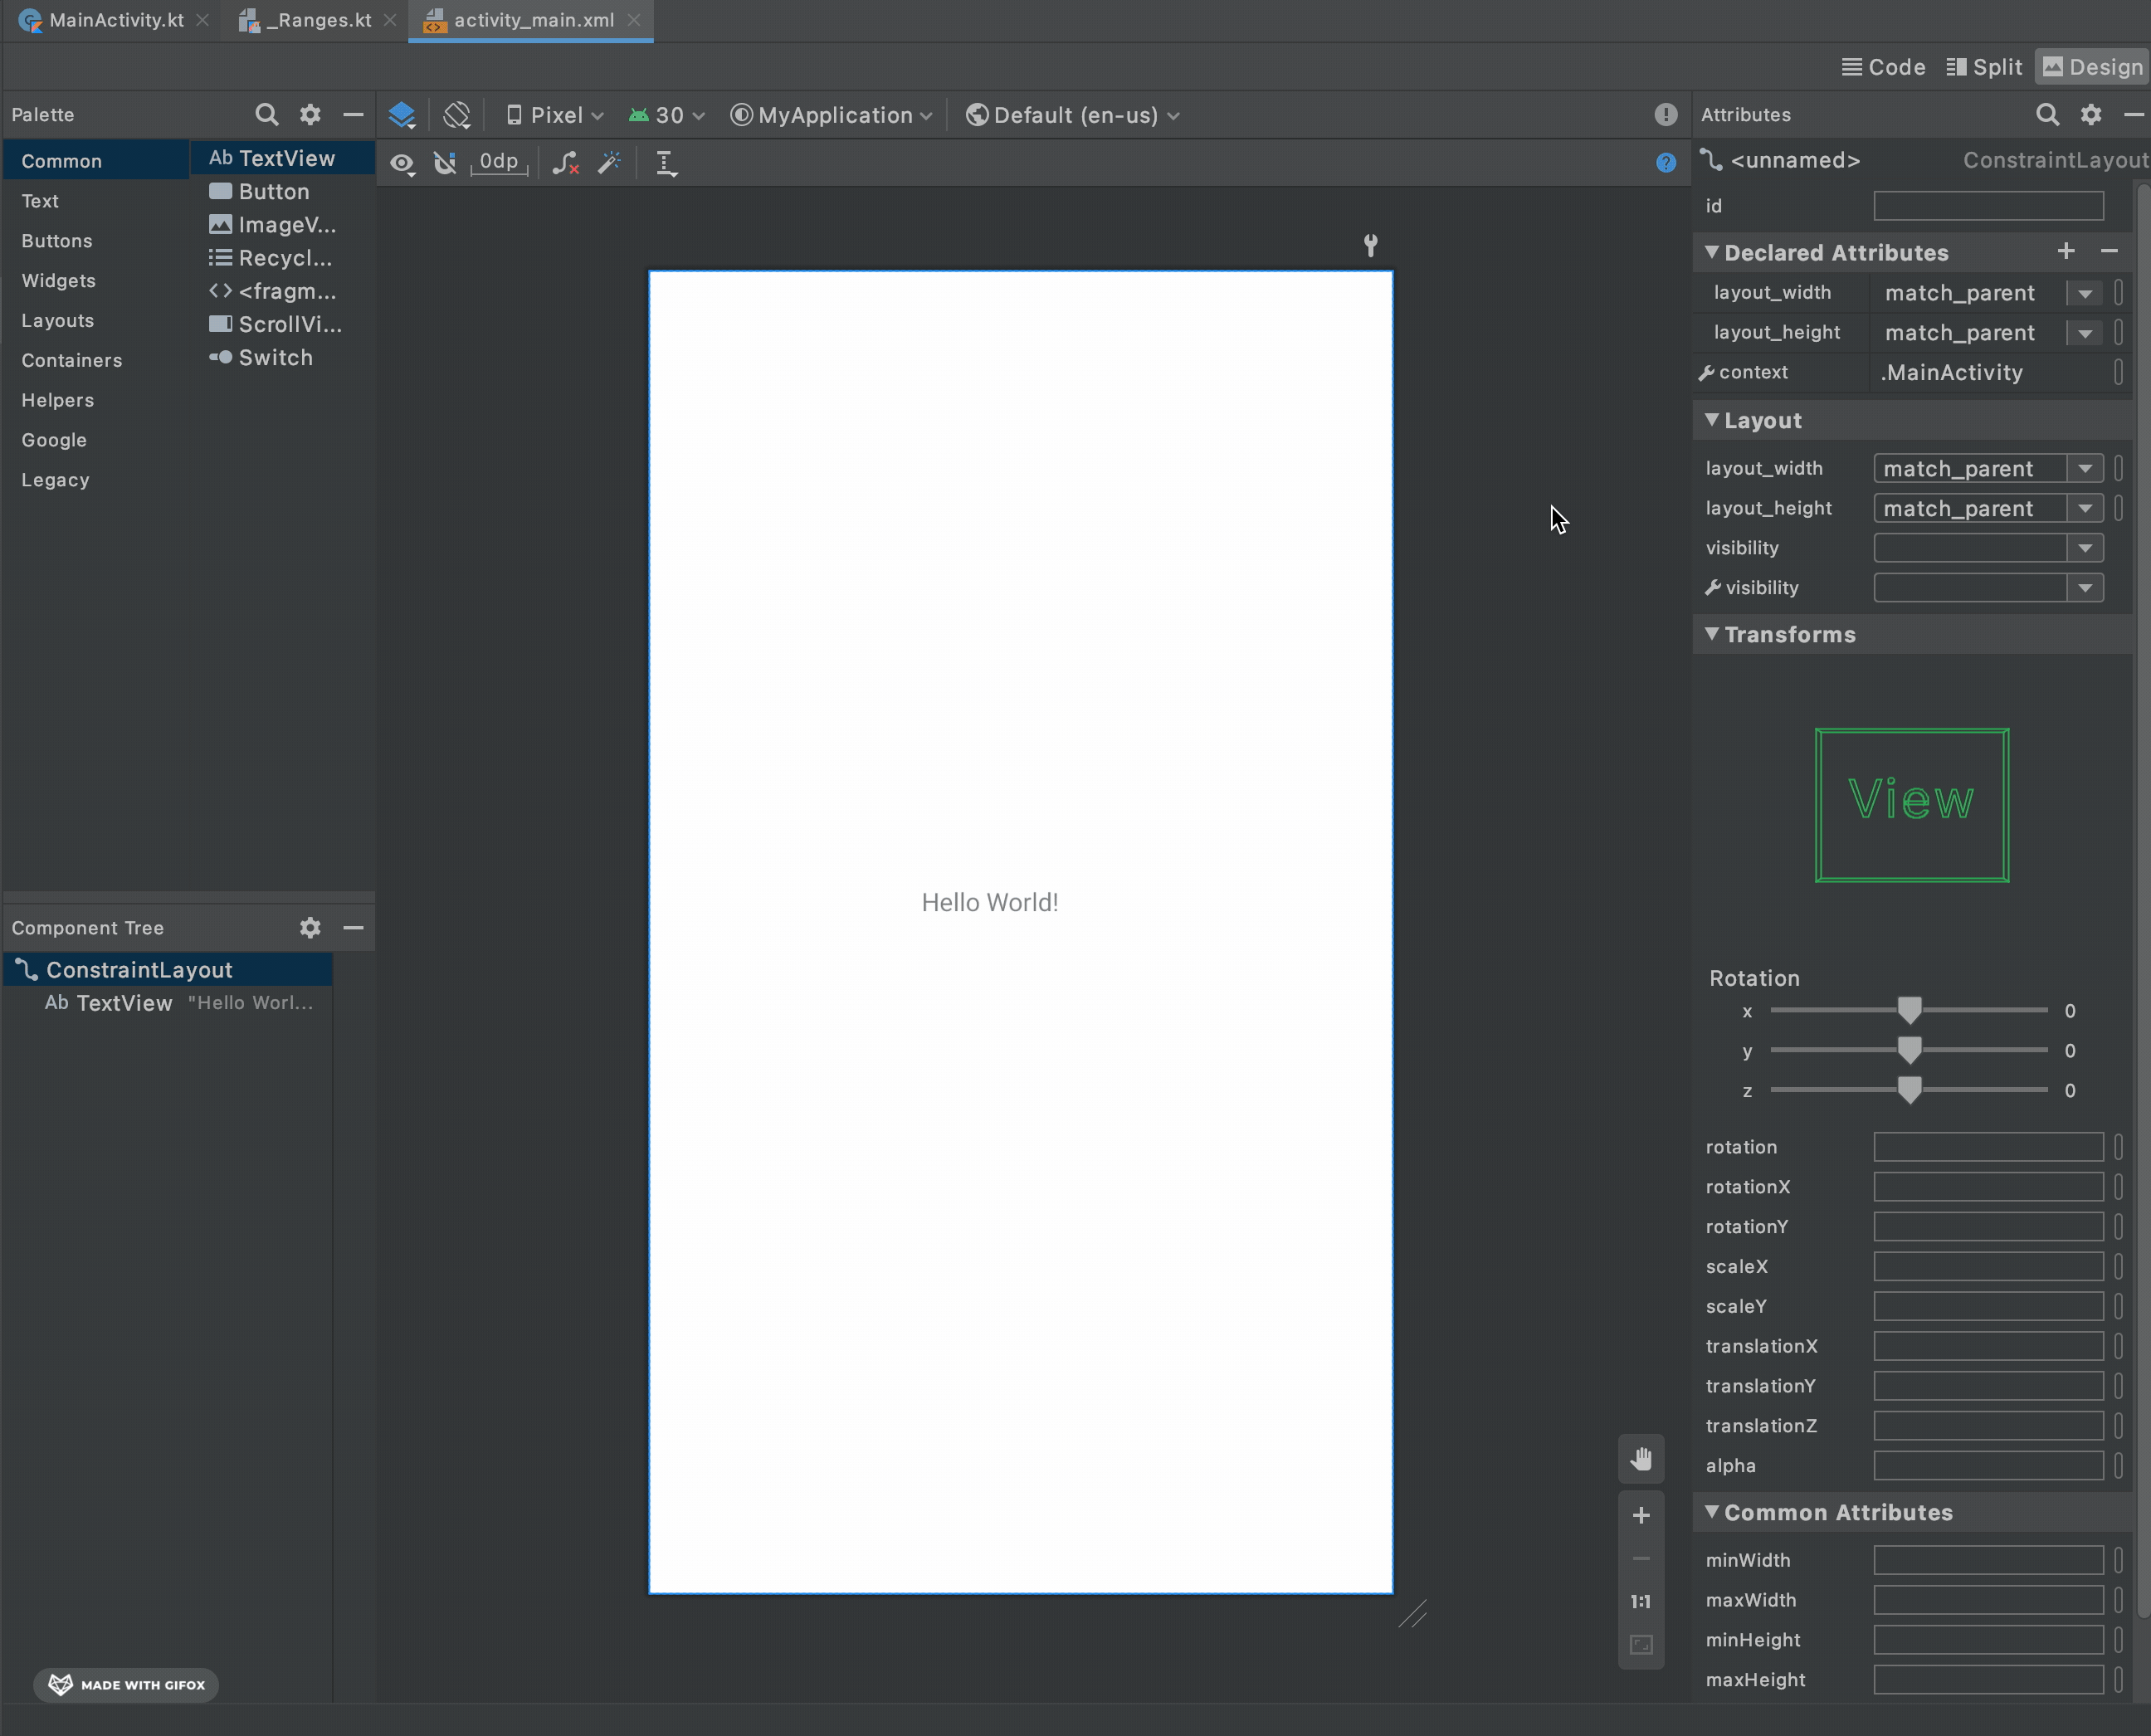 MainActivity.kt
_Ranges.kt
activity_main.xml
Code
Split
Design
Palette
Pixel
30
MyApplication
Default (en-us)
Attributes
0dp
<unnamed>
ConstraintLayout
Common
Text
Buttons
Widgets
Layouts
Containers
Helpers
Google
Legacy
Ab TextView
Button
ImageV...
Recycl...
<fragm...
ScrollVi...
Switch
id
Declared Attributes
layout_width match_parent
layout_height match_parent
context .MainActivity
Layout
layout_width match_parent
layout_height match_parent
visibility
visibility
Transforms
View
Hello World!
Component Tree
ConstraintLayout
Ab TextView "Hello Worl...
Rotation
x 0
y 0
z 0
rotation
rotationX
rotationY
scaleX
scaleY
translationX
translationY
translationZ
alpha
Common Attributes
minWidth
maxWidth
minHeight
maxHeight
1:1
MADE WITH GIFOX